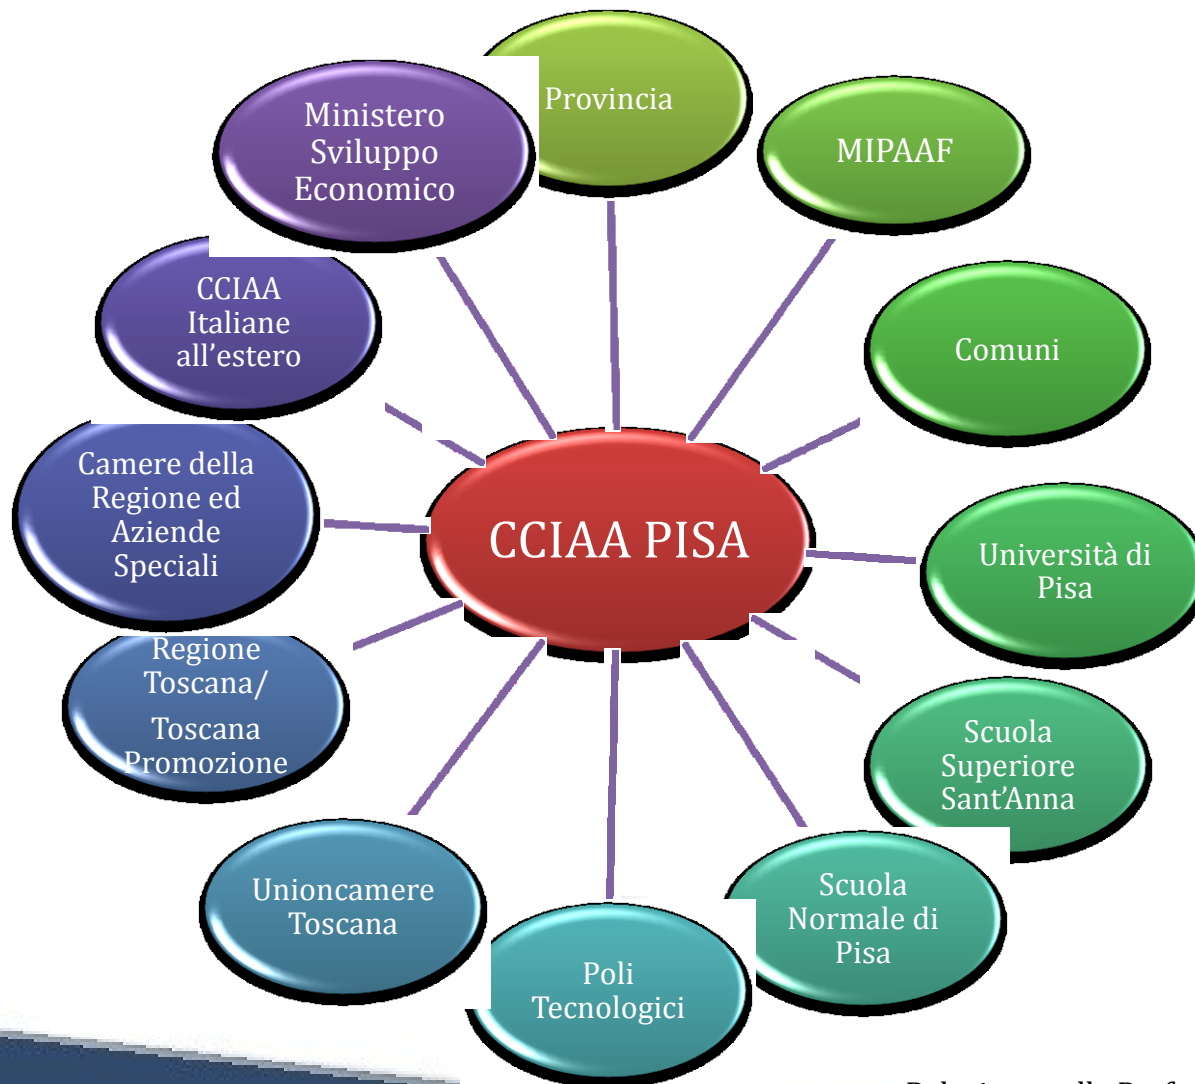 Provincia
MIPAAF
Comuni
Università di
Pisa
Scuola
Superiore
Sant’Anna
Scuola
Normale di
Pisa
Poli
Tecnologici
Unioncamere
Toscana
Regione
Toscana/
Toscana
Promozione
Camere della
Regione ed
Aziende
Speciali
CCIAA
Italiane
all’estero
Ministero
Sviluppo
Economico
CCIAA PISA